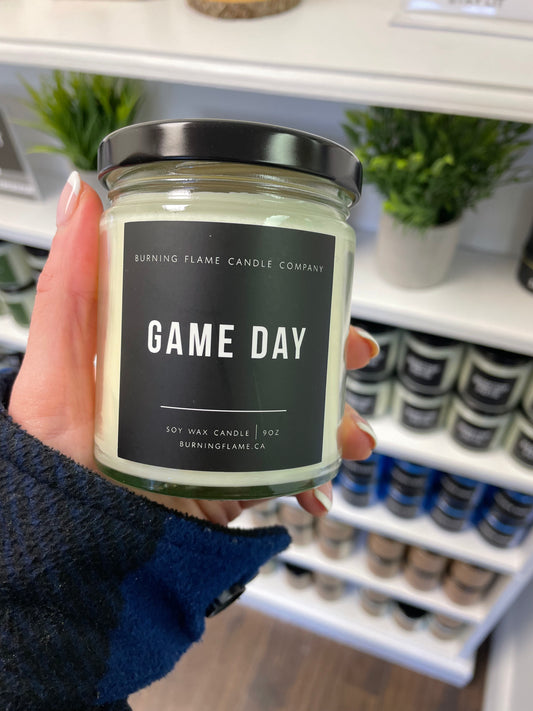 BURNING FLAME CANDLE COMPANY
GAME DAY
SOY WAX CANDLE | 9OZ
BURNINGFLAME.CA